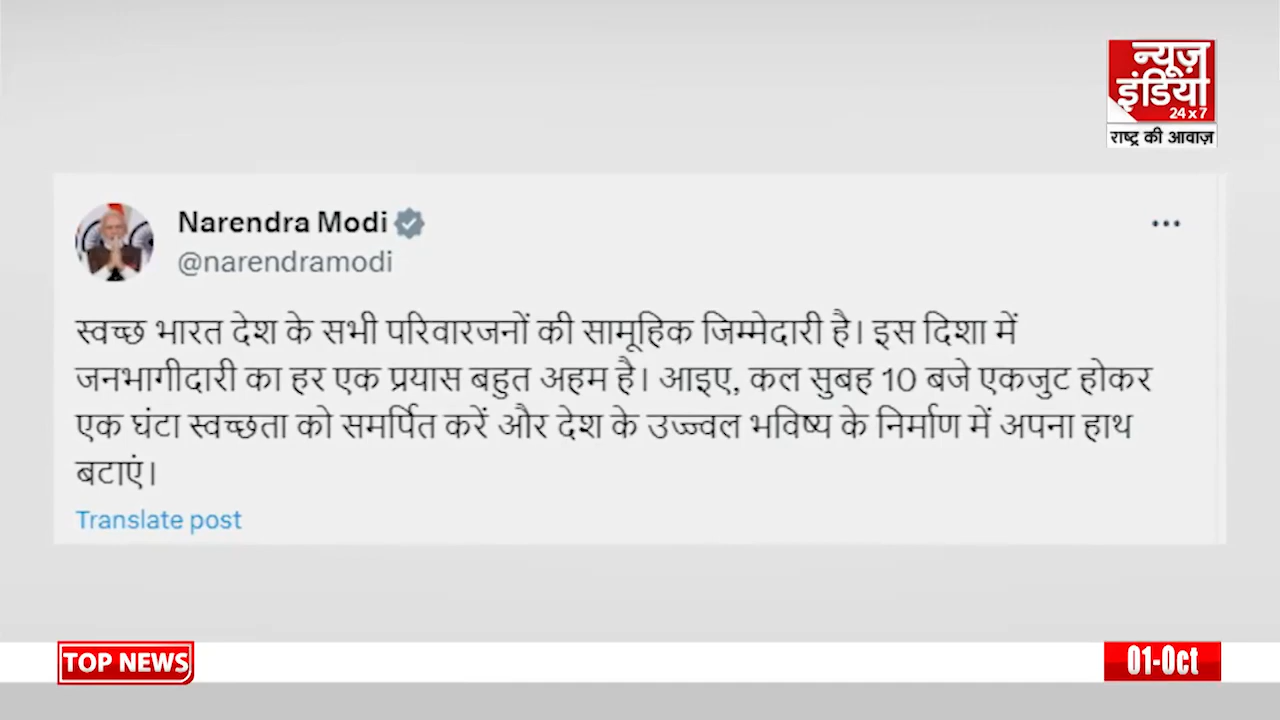 न्यूज़
इंडिया
24x7
राष्ट्र की आवाज़
Narendra Modi
@narendramodi
स्वच्छ भारत देश के सभी परिवारजनों की सामूहिक जिम्मेदारी है। इस दिशा में
जनभागीदारी का हर एक प्रयास बहुत अहम है। आइए, कल सुबह 10 बजे एकजुट होकर
एक घंटा स्वच्छता को समर्पित करें और देश के उज्ज्वल भविष्य के निर्माण में अपना हाथ
बटाएं।
Translate post
TOP NEWS
01-Oct